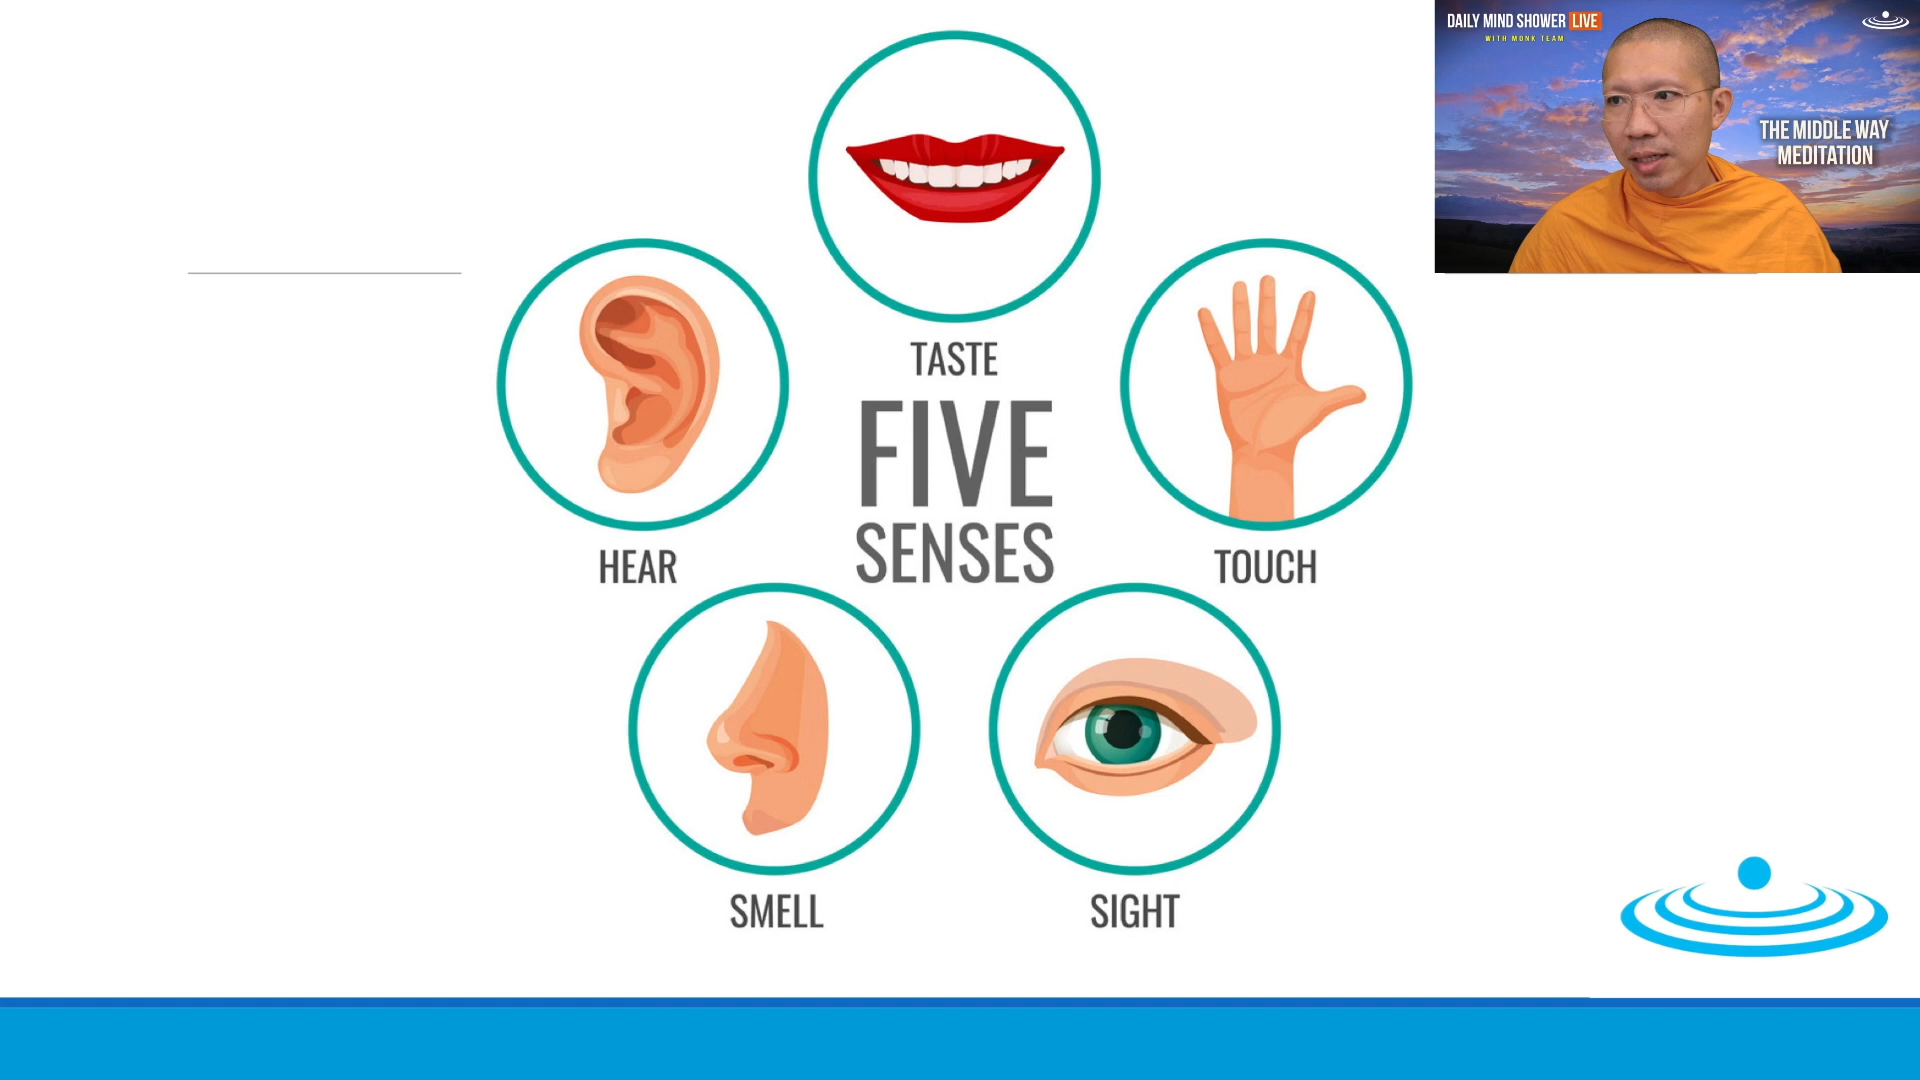 DAILY MIND SHOWER LIVE
WITH MONK TEAM
THE MIDDLE WAY
MEDITATION
TASTE
FIVE
SENSES
HEAR
TOUCH
SMELL
SIGHT